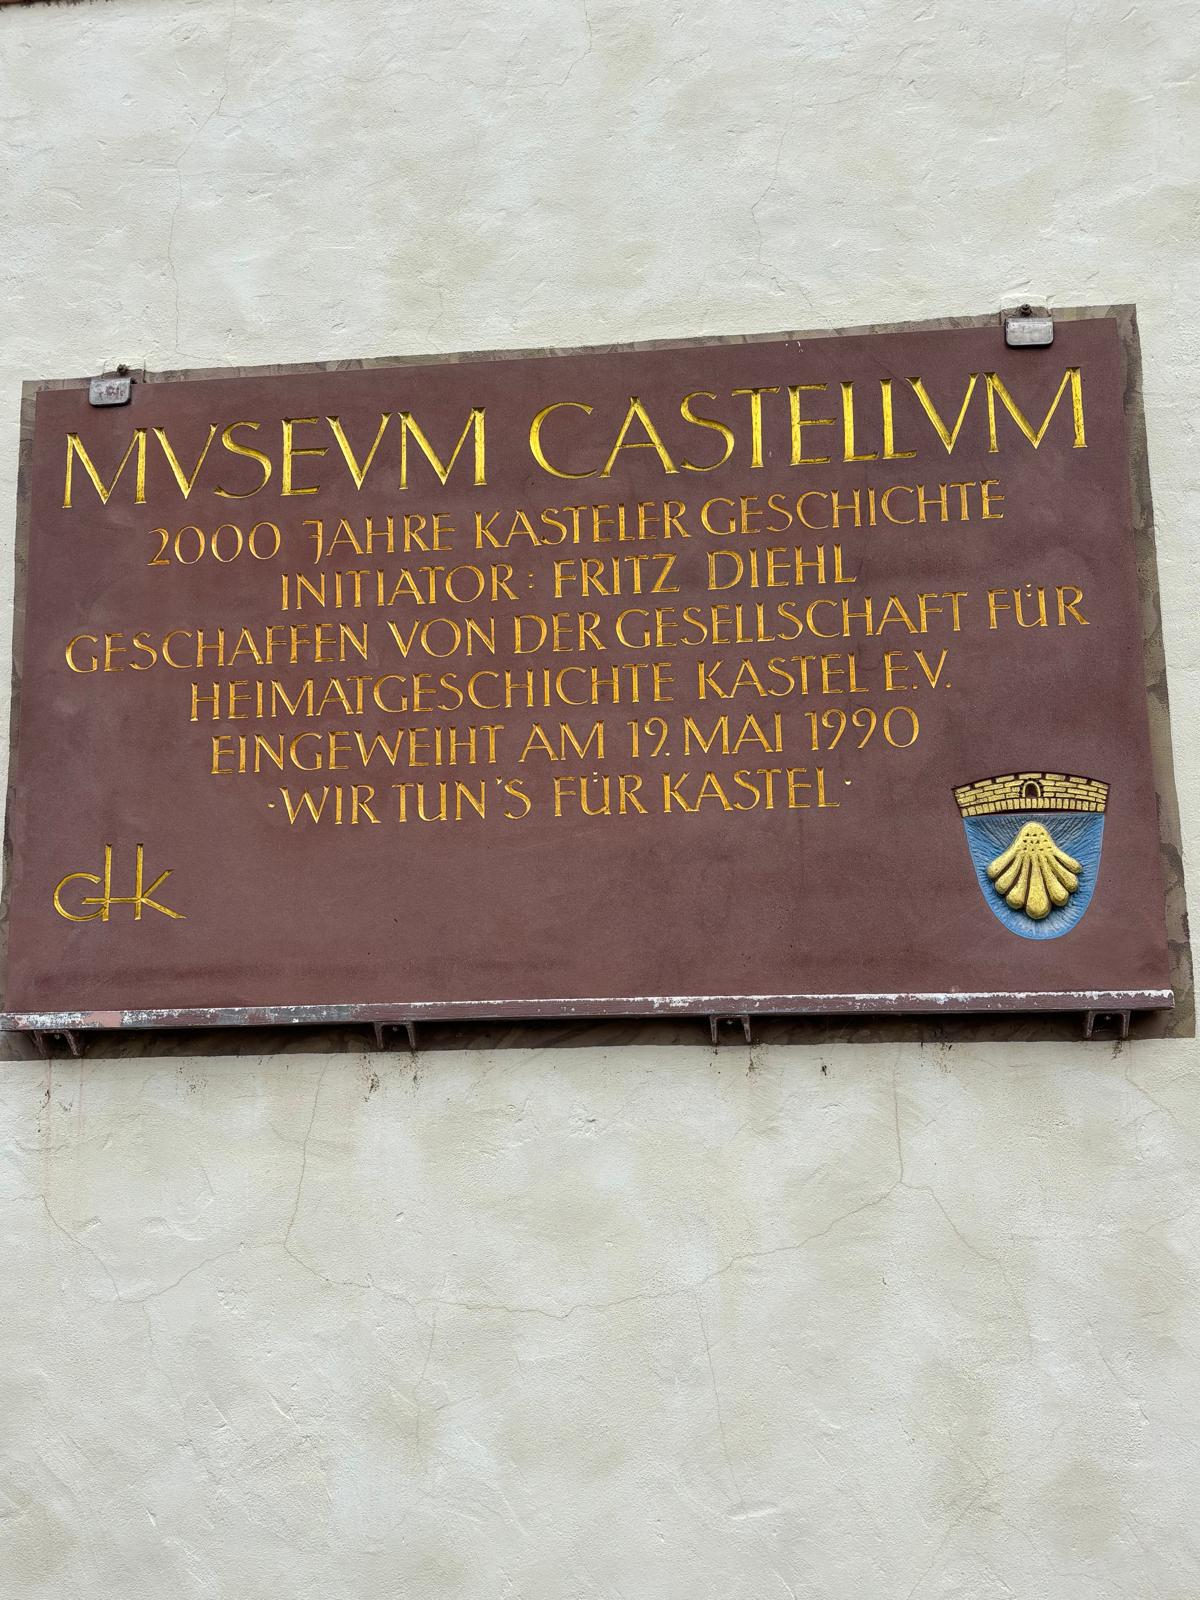 MVSEVM CASTELLVM
2000 JAHRE KASTELER GESCHICHTE
INITIATOR: FRITZ DIEHL
GESCHAFFEN VON DER GESELLSCHAFT FÜR
HEIMATGESCHICHTE KASTEL E.V.
EINGEWEIHT AM 19. MAI 1990
·WIR TUN'S FÜR KASTEL·
GHK